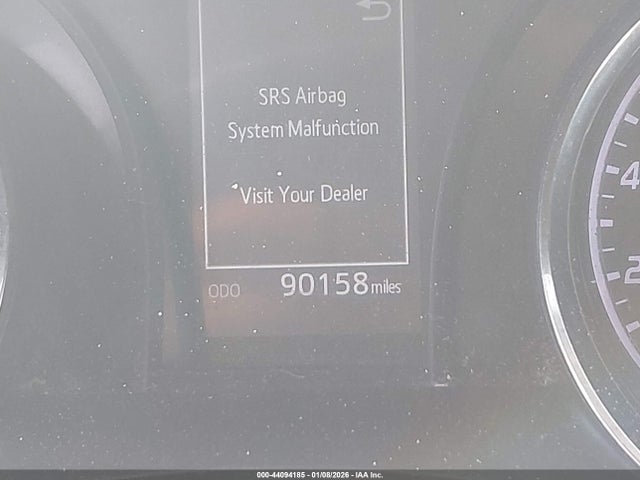 SRS Airbag
System Malfunction
Visit Your Dealer
ODO 90158 miles
4
2
000-44094185 - 01/08/2026 - IAA Inc.